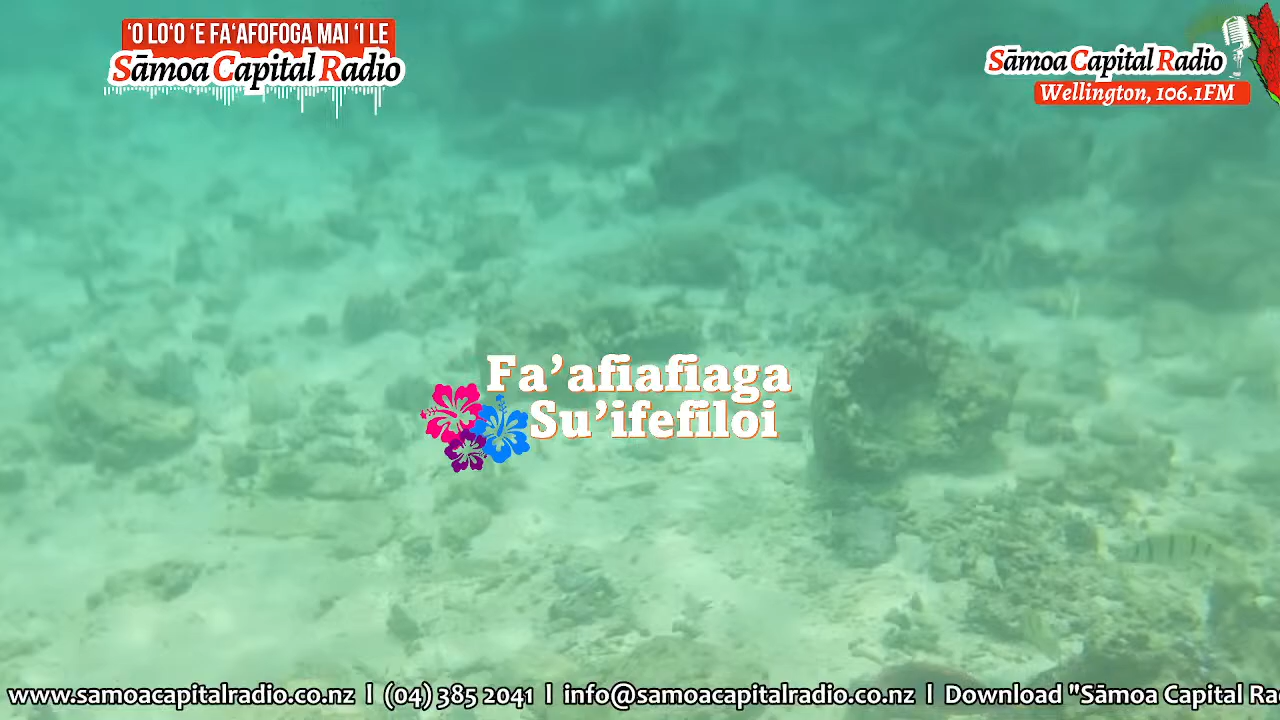 ‘O LO‘O ‘E FA‘AFOFOGA MAI ‘I LE
Sāmoa Capital Radio
Sāmoa Capital Radio
Wellington, 106.1FM
Fa’afiafiaga
Su’ifefiloi
www.samoacapitalradio.co.nz l (04) 385 2041 l info@samoacapitalradio.co.nz l Download "Sāmoa Capital